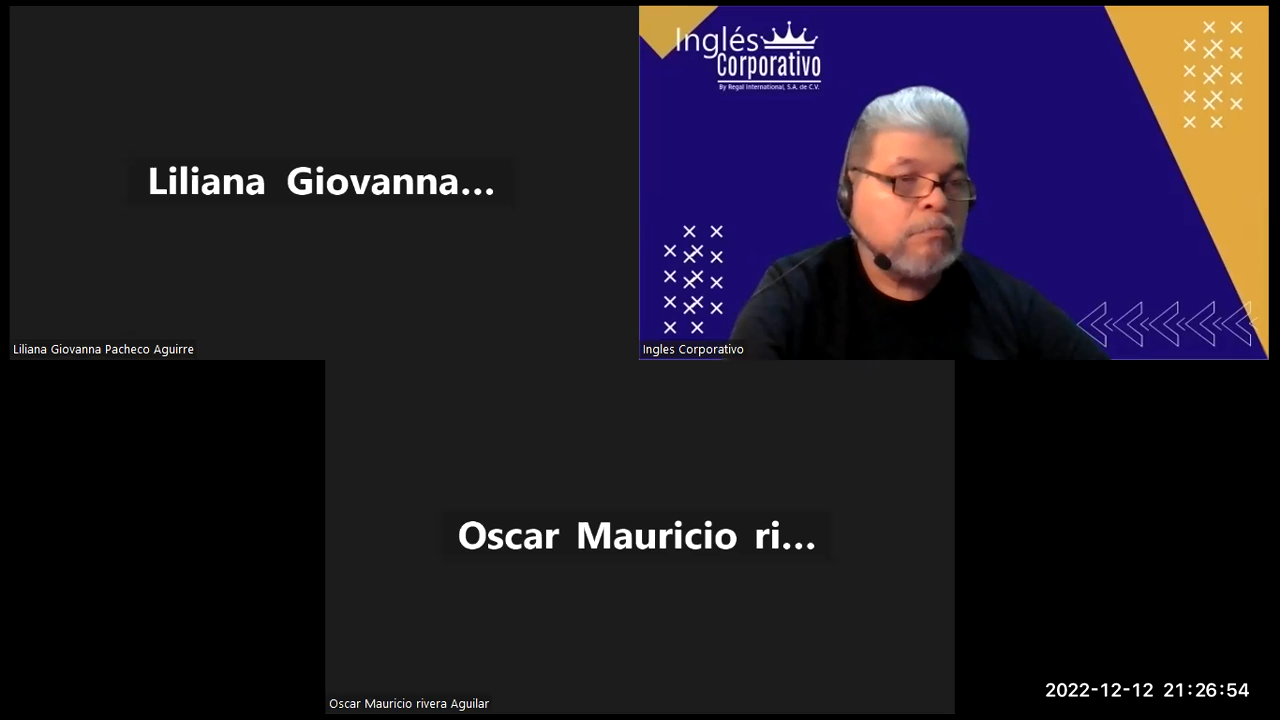 Liliana Giovanna...
Liliana Giovanna Pacheco Aguirre
Inglés
Corporativo
By Regal International, S.A. de C.V.
Ingles Corporativo
Oscar Mauricio ri...
Oscar Mauricio rivera Aguilar
2022-12-12 21:26:54